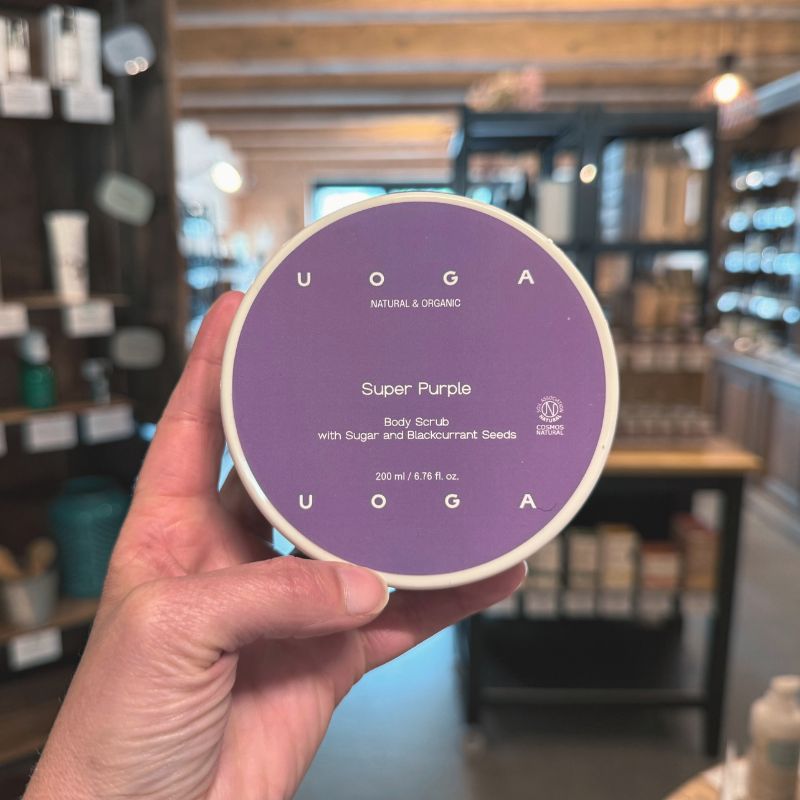 U O G A
NATURAL & ORGANIC
Super Purple
Body Scrub
with Sugar and Blackcurrant Seeds
COSMOS
NATURAL
200 ml / 6.76 fl. oz.
U O G A